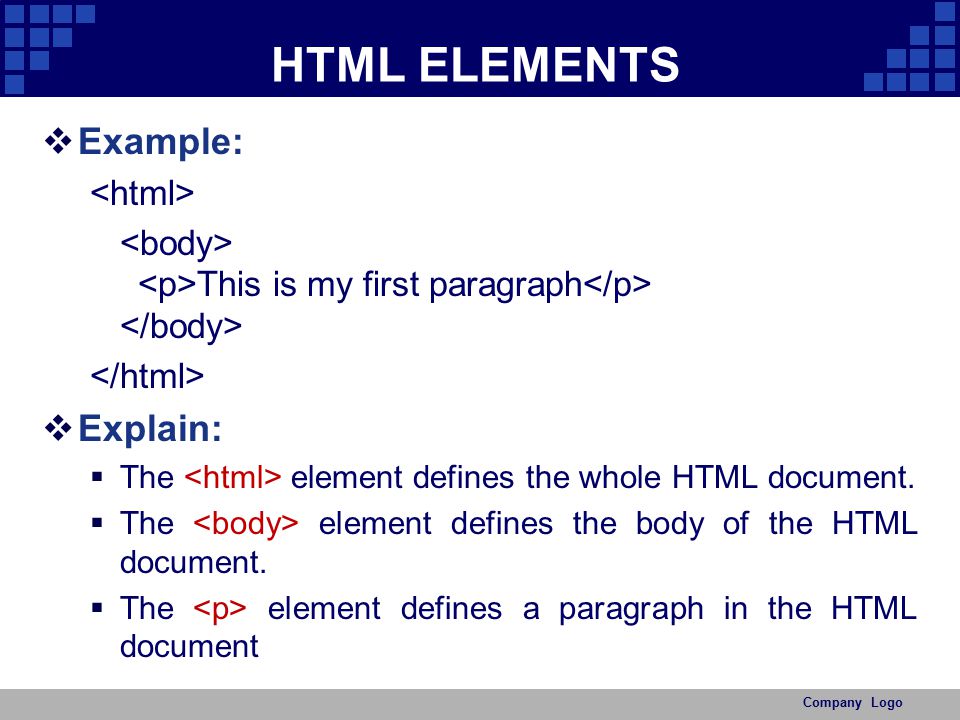 HTML ELEMENTS
Example:
<html>
<body>
<p>This is my first paragraph</p>
</body>
</html>
Explain:
The <html> element defines the whole HTML document.
The <body> element defines the body of the HTML
document.
The <p> element defines a paragraph in the HTML
document
Company Logo